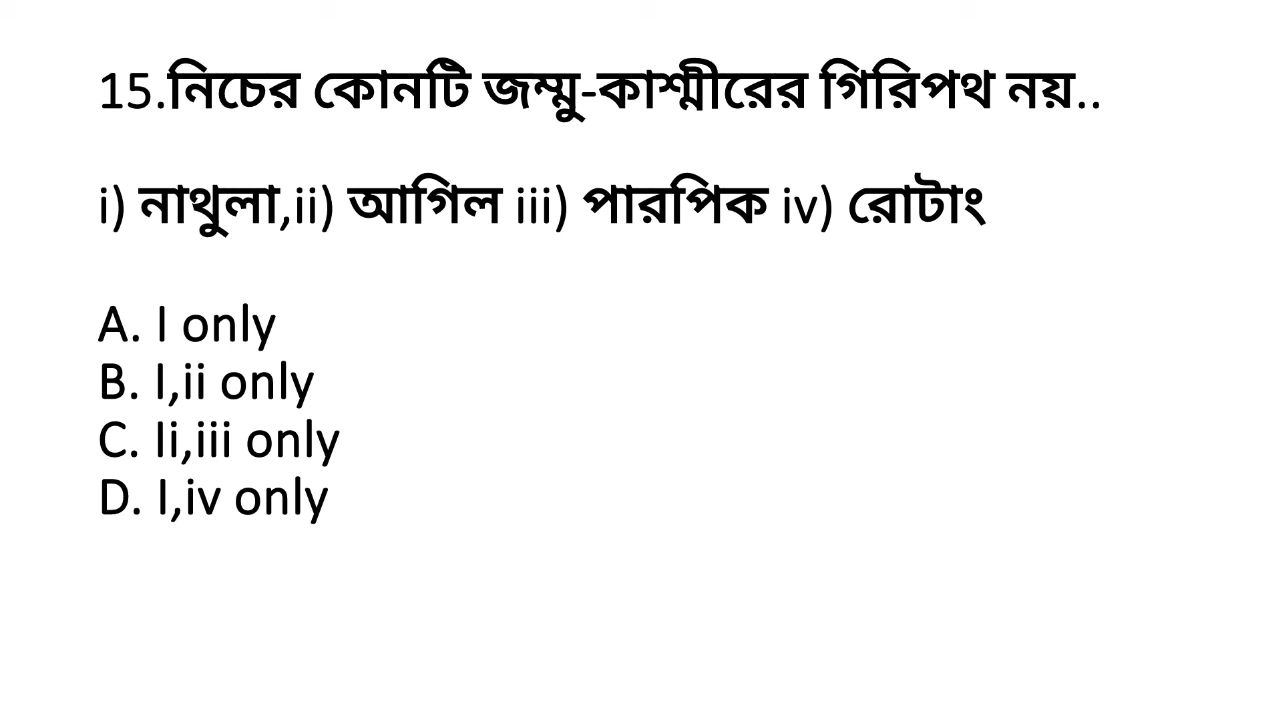 15.নিচের কোনটি জম্মু-কাশ্মীরের গিরিপথ নয়..
i) নাথুলা,ii) আগিল iii) পারপিক iv) রোটাং
A. I only
B. I,ii only
C. Ii,iii only
D. I,iv only